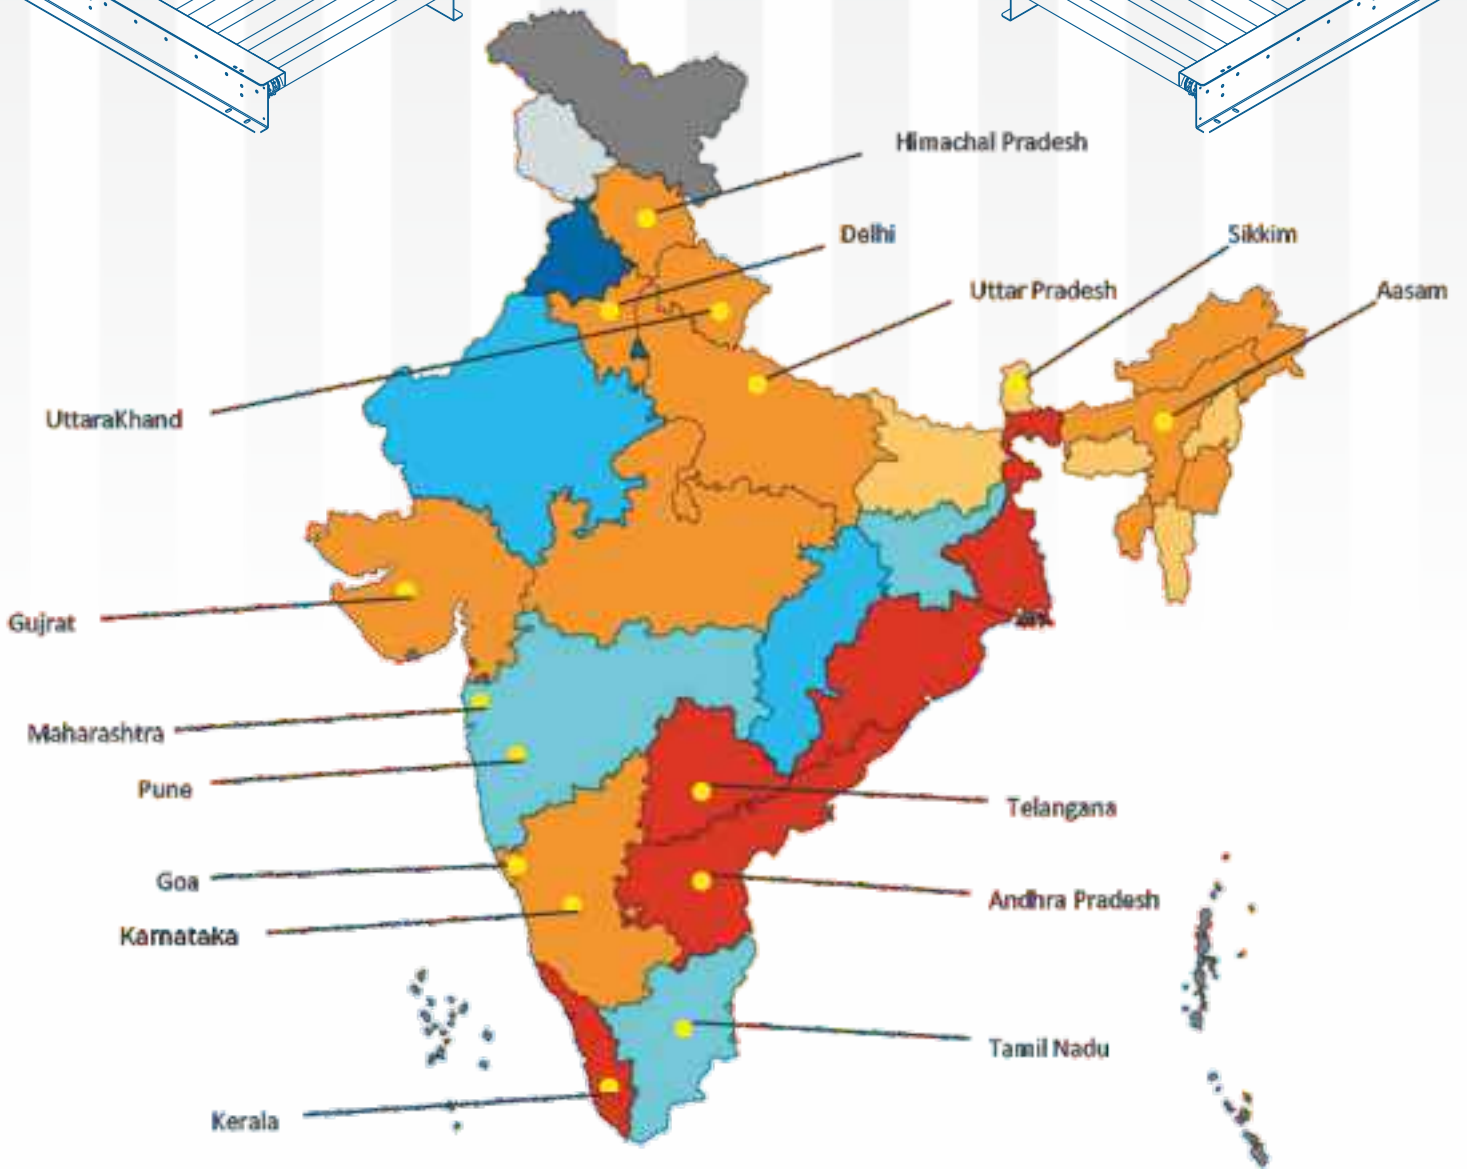 Himachal Pradesh
Delhi
Sikkim
Uttar Pradesh
Aasam
UttaraKhand
Gujrat
Maharashtra
Pune
Telangana
Goa
Andhra Pradesh
Karnataka
Tamil Nadu
Kerala